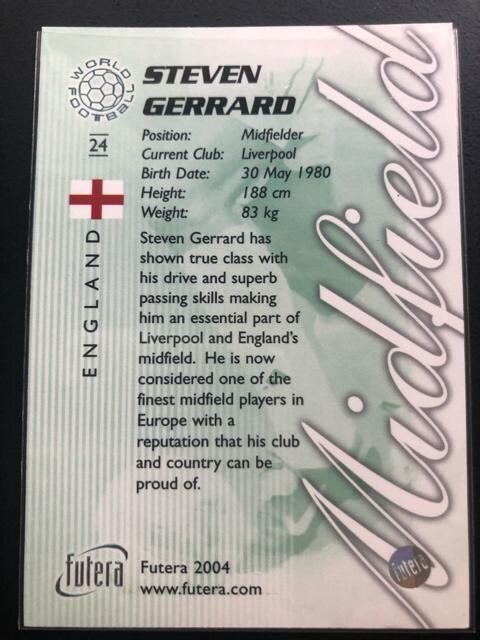 WORLD FOOTBALL
STEVEN
GERRARD
24
Position: Midfielder
Current Club: Liverpool
Birth Date: 30 May 1980
Height: 188 cm
Weight: 83 kg
ENGLAND
Steven Gerrard has
shown true class with
his drive and superb
passing skills making
him an essential part of
Liverpool and England's
midfield. He is now
considered one of the
finest midfield players in
Europe with a
reputation that his club
and country can be
proud of.
Midfield
futera
Futera 2004
www.futera.com
futera